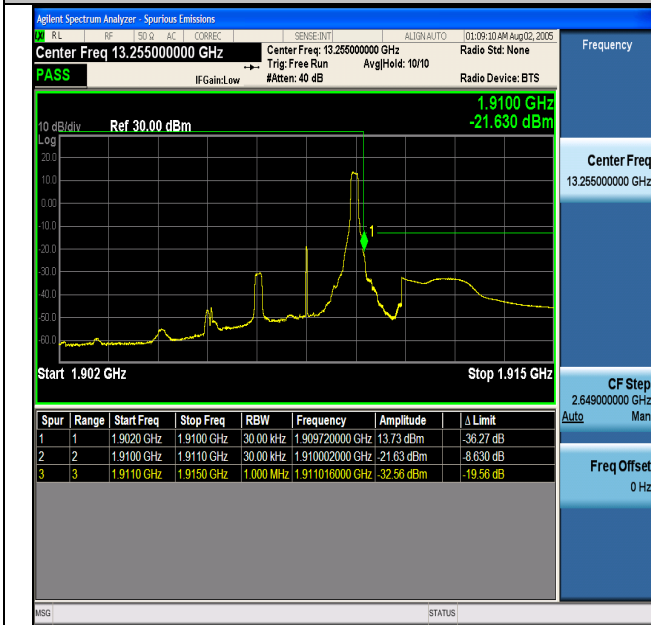 Agilent Spectrum Analyzer - Spurious Emissions
RL RF 50 Ω AC CORREC SENSE:INT ALIGN AUTO 01:09:10 AM Aug 02, 2005
Center Freq 13.255000000 GHz
Center Freq: 13.255000000 GHz
Radio Std: None
Trig: Free Run Avg|Hold: 10/10
PASS
IFGain:Low
#Atten: 40 dB
Radio Device: BTS
1.9100 GHz
-21.630 dBm
10 dB/div Ref 30.00 dBm
Log
20.0
10.0
0.00
-10.0
-20.0
-30.0
-40.0
-50.0
-60.0
1
Start 1.902 GHz Stop 1.915 GHz
Spur Range Start Freq Stop Freq RBW Frequency Amplitude Δ Limit
1 1 1.9020 GHz 1.9100 GHz 30.00 kHz 1.909720000 GHz 13.73 dBm -36.27 dB
2 2 1.9100 GHz 1.9110 GHz 30.00 kHz 1.910002000 GHz -21.63 dBm -8.630 dB
3 3 1.9110 GHz 1.9150 GHz 1.000 MHz 1.911016000 GHz -32.56 dBm -19.56 dB
MSG STATUS
Frequency
Center Freq
13.255000000 GHz
CF Step
2.649000000 GHz
Auto Man
Freq Offset
0 Hz